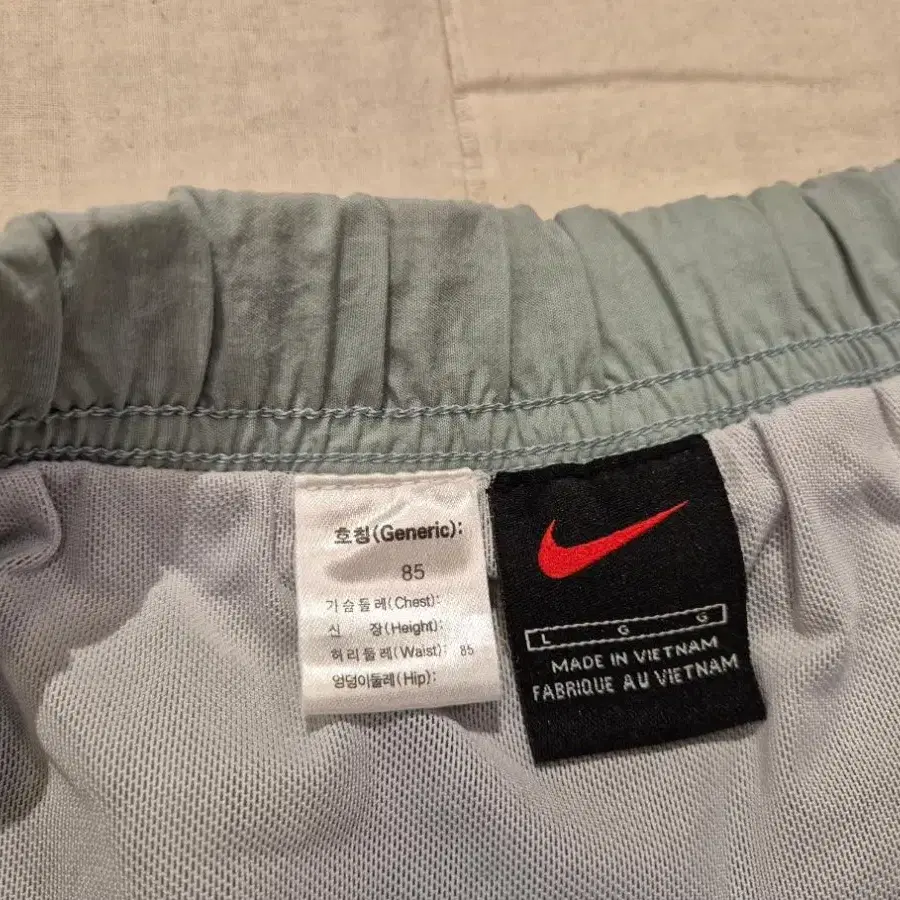 호칭(Generic):
85
가슴둘레(Chest):
신 장(Height):
허리둘레(Waist): 85
엉덩이둘레(Hip):
L G G
MADE IN VIETNAM
FABRIQUE AU VIETNAM